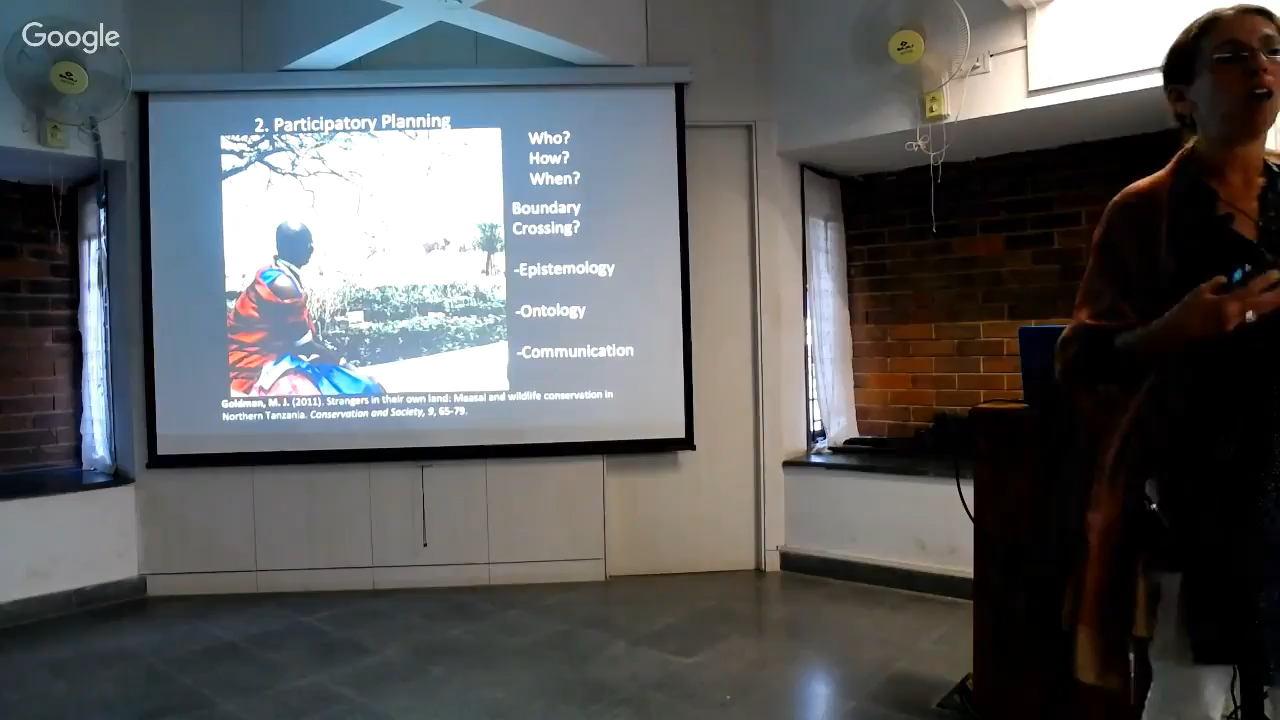 Google
2. Participatory Planning
Who?
How?
When?
Boundary
Crossing?
-Epistemology
-Ontology
-Communication
Goldman, M. J. (2011). Strangers in their own land: Maasai and wildlife conservation in
Northern Tanzania. Conservation and Society, 9, 65-79.